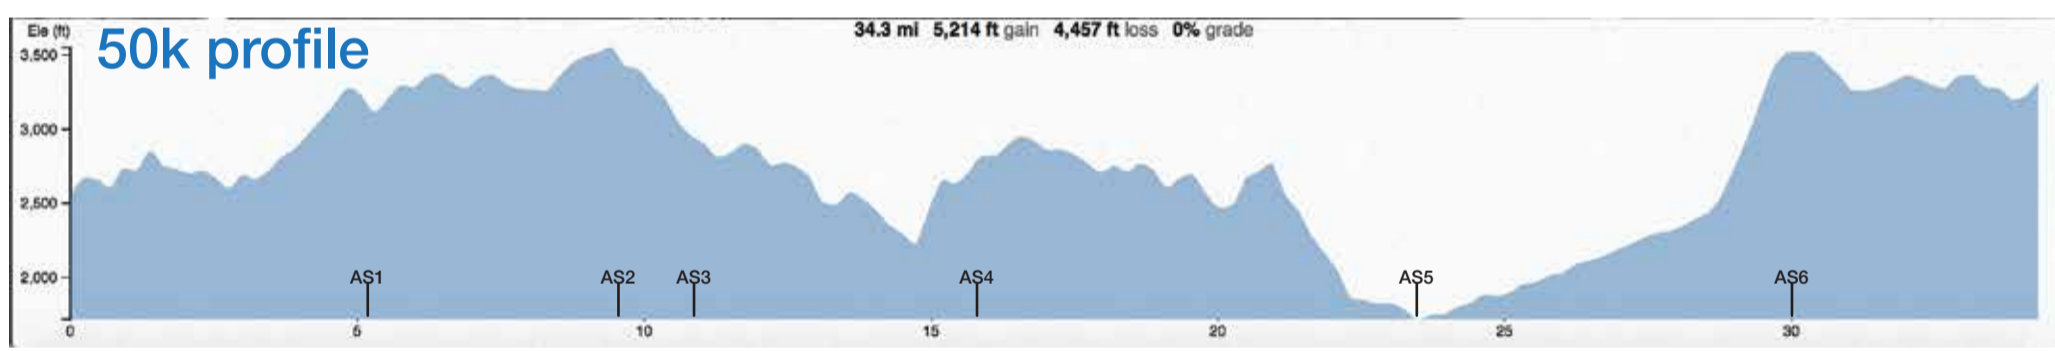 Ele (ft)
50k profile
34.3 mi 5,214 ft gain 4,457 ft loss 0% grade
3,500
3,000
2,500
2,000
AS1 AS2 AS3 AS4 AS5 AS6
0 5 10 15 20 25 30